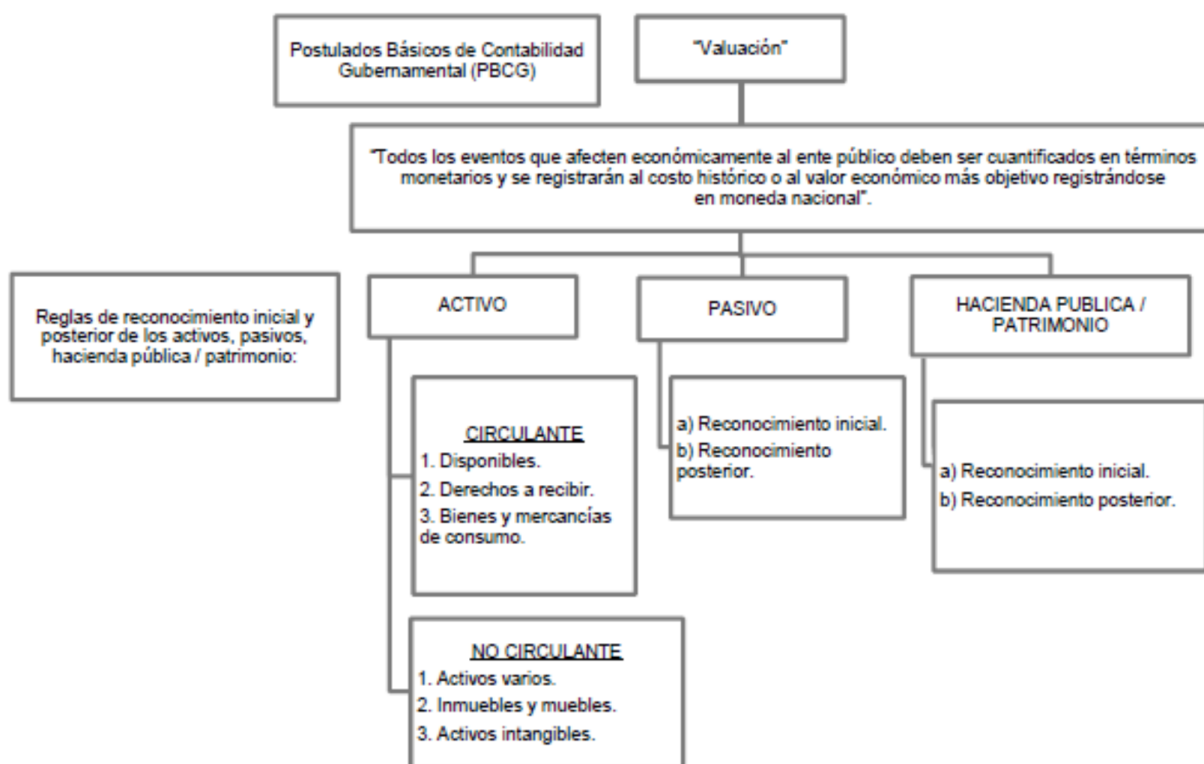 Postulados Básicos de Contabilidad
Gubernamental (PBCG)
"Valuación"
"Todos los eventos que afecten económicamente al ente público deben ser cuantificados en términos
monetarios y se registrarán al costo histórico o al valor económico más objetivo registrándose
en moneda nacional".
Reglas de reconocimiento inicial y
posterior de los activos, pasivos,
hacienda pública / patrimonio:
ACTIVO
CIRCULANTE
1. Disponibles.
2. Derechos a recibir.
3. Bienes y mercancías
de consumo.
NO CIRCULANTE
1. Activos varios.
2. Inmuebles y muebles.
3. Activos intangibles.
PASIVO
a) Reconocimiento inicial.
b) Reconocimiento
posterior.
HACIENDA PUBLICA /
PATRIMONIO
a) Reconocimiento inicial.
b) Reconocimiento posterior.